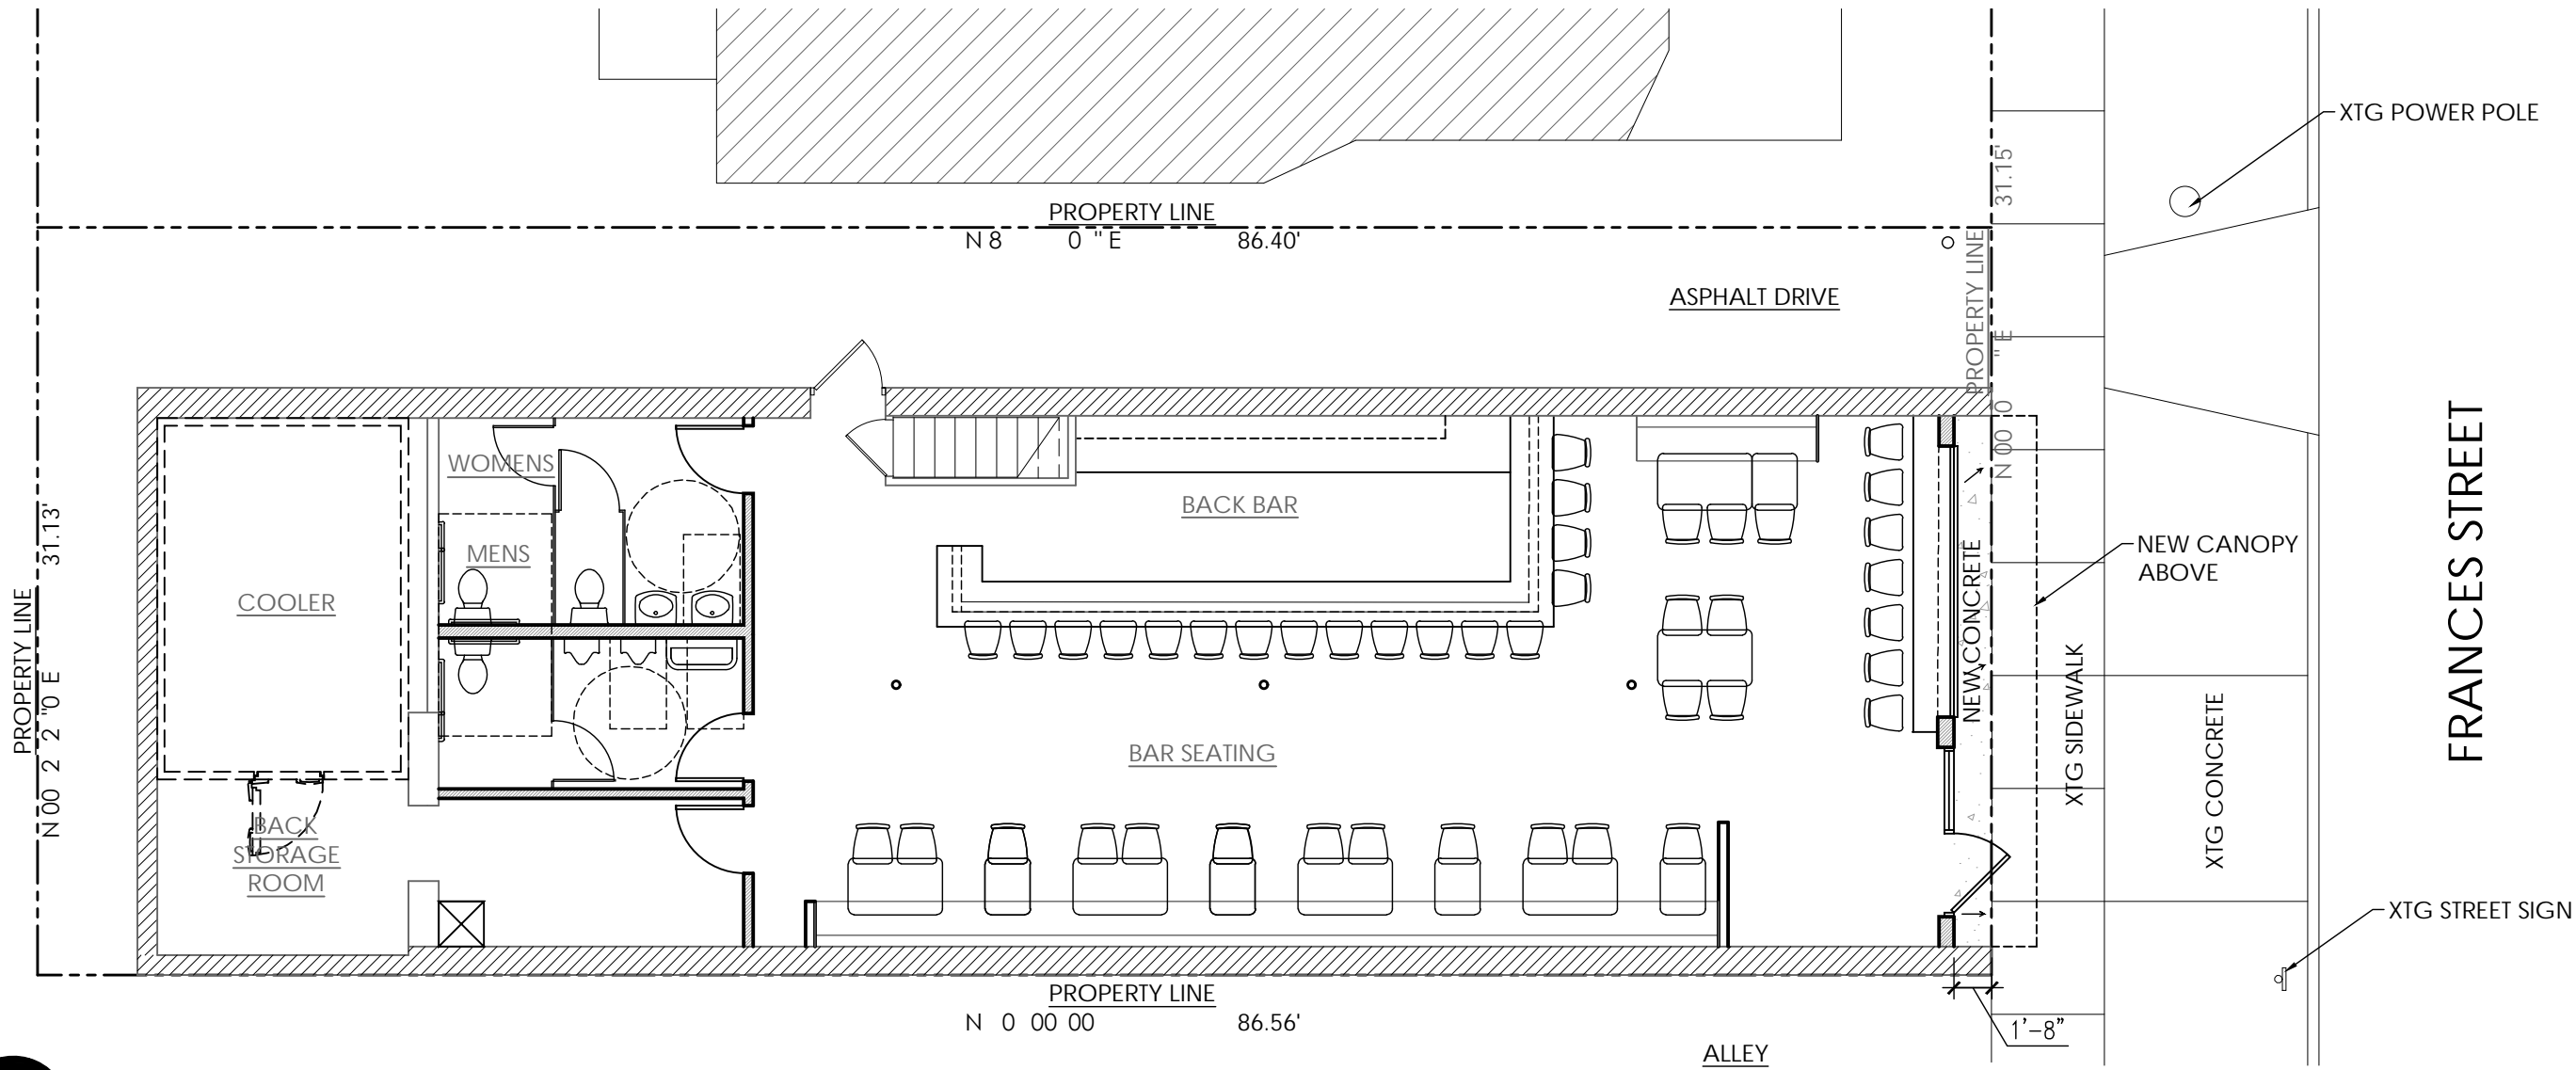 XTG POWER POLE
31.15'
PROPERTY LINE
N 8 0 " E 86.40'
PROPERTY LINE
ASPHALT DRIVE
N 00 0 " E
FRANCES STREET
WOMENS
BACK BAR
MENS
NEW CANOPY
ABOVE
COOLER
NEW CONCRETE
PROPERTY LINE
N 00 2 2 "0 E 31.13'
XTG SIDEWALK
XTG CONCRETE
BAR SEATING
BACK
STORAGE
ROOM
XTG STREET SIGN
PROPERTY LINE
N 0 00 00 86.56'
1'-8"
ALLEY